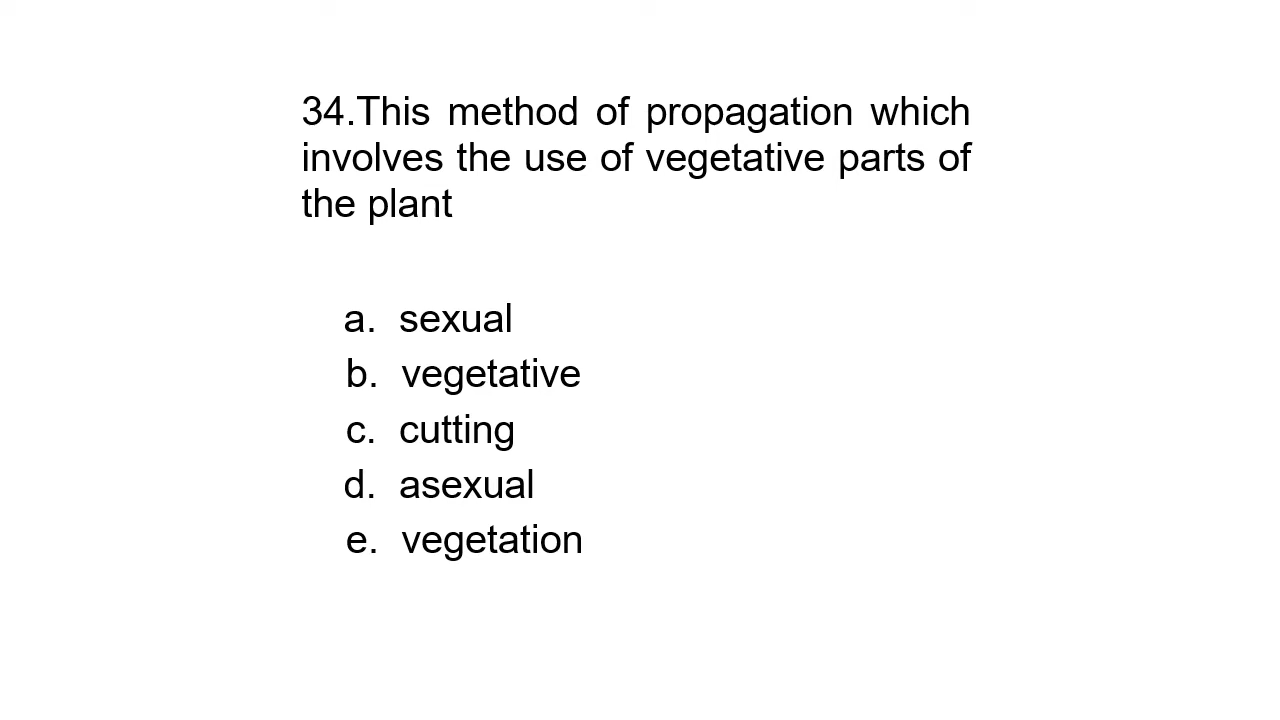 34.This method of propagation which
involves the use of vegetative parts of
the plant
a. sexual
b. vegetative
c. cutting
d. asexual
e. vegetation